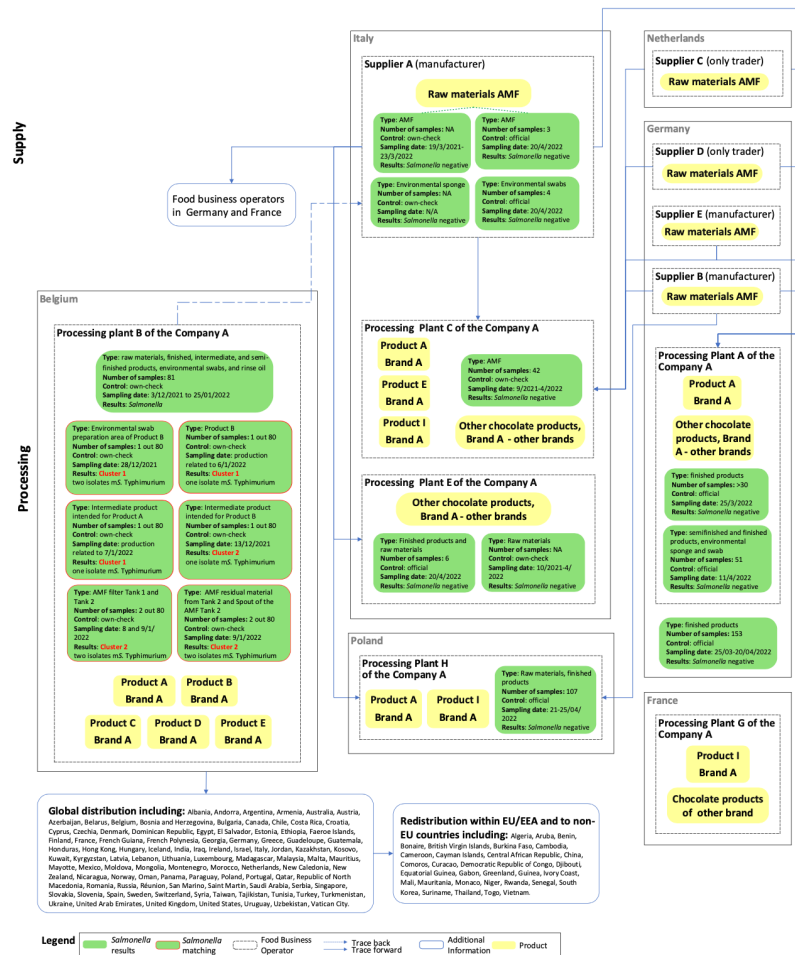 Supply
Italy
Supplier A (manufacturer)
Raw materials AMF
Type: AMF
Number of samples: NA
Control: own-check
Sampling date: 19/3/2021-
23/3/2022
Results: Salmonella negative
Type: AMF
Number of samples: 3
Control: official
Sampling date: 20/4/2022
Results: Salmonella negative
Type: Environmental sponge
Number of samples: NA
Control: own-check
Sampling date: N/A
Results: Salmonella negative
Type: Environmental swabs
Number of samples: 4
Control: official
Sampling date: 20/4/2022
Results: Salmonella negative
Food business operators
in Germany and France
Netherlands
Supplier C (only trader)
Raw materials AMF
Germany
Supplier D (only trader)
Raw materials AMF
Supplier E (manufacturer)
Raw materials AMF
Supplier B (manufacturer)
Raw materials AMF
Processing
Belgium
Processing plant B of the Company A
Type: raw materials, finished, intermediate, and semi-
finished products, environmental swabs, and rinse oil
Number of samples: 81
Control: own-check
Sampling date: 3/12/2021 to 25/01/2022
Results: Salmonella
Type: Environmental swab
preparation area of Product B
Number of samples: 1 out 80
Control: own-check
Sampling date: 28/12/2021
Results: Cluster 1
two isolates mS. Typhimurium
Type: Product B
Number of samples: 1 out 80
Control: own-check
Sampling date: production
related to 6/1/2022
Results: Cluster 1
one isolate mS. Typhimurium
Type: Intermediate product
intended for Product A
Number of samples: 1 out 80
Control: own-check
Sampling date: production
related to 7/1/2022
Results: Cluster 1
one isolate mS. Typhimurium
Type: Intermediate product
intended for Product B
Number of samples: 1 out 80
Control: own-check
Sampling date: 13/12/2021
Results: Cluster 2
one isolate mS. Typhimurium
Type: AMF filter Tank 1 and
Tank 2
Number of samples: 2 out 80
Control: own-check
Sampling date: 8 and 9/1/
2022
Results: Cluster 2
two isolates mS. Typhimurium
Type: AMF residual material
from Tank 2 and Spout of the
AMF Tank 2
Number of samples: 2 out 80
Control: own-check
Sampling date: 9/1/2022
Results: Cluster 2
two isolates mS. Typhimurium
Product A
Brand A
Product B
Brand A
Product C
Brand A
Product D
Brand A
Product E
Brand A
Processing Plant C of the Company A
Product A
Brand A
Product E
Brand A
Product I
Brand A
Type: AMF
Number of samples: 42
Control: own-check
Sampling date: 9/2021-4/2022
Results: Salmonella negative
Other chocolate products,
Brand A - other brands
Processing Plant E of the Company A
Other chocolate products,
Brand A - other brands
Type: Finished products and
raw materials
Number of samples: 6
Control: official
Sampling date: 20/4/2022
Results: Salmonella negative
Type: Raw materials
Number of samples: NA
Control: own-check
Sampling date: 10/2021-4/
2022
Results: Salmonella negative
Poland
Processing Plant H
of the Company A
Product A
Brand A
Product I
Brand A
Type: Raw materials, finished
products
Number of samples: 107
Control: official
Sampling date: 21-25/04/
2022
Results: Salmonella negative
Processing Plant A of the
Company A
Product A
Brand A
Other chocolate
products, Brand
A - other brands
Type: finished products
Number of samples: >30
Control: official
Sampling date: 25/3/2022
Results: Salmonella negative
Type: semifinished and finished
products, environmental
sponge and swab
Number of samples: 51
Control: official
Sampling date: 11/4/2022
Results: Salmonella negative
Type: finished products
Number of samples: 153
Control: own-check
Sampling date: 25/03-20/04/2022
Results: Salmonella negative
France
Processing Plant G of the
Company A
Product I
Brand A
Chocolate products
of other brand
Global distribution including: Albania, Andorra, Argentina, Armenia, Australia, Austria,
Azerbaijan, Belarus, Belgium, Bosnia and Herzegovina, Bulgaria, Canada, Chile, Costa Rica, Croatia,
Cyprus, Czechia, Denmark, Dominican Republic, Egypt, El Salvador, Estonia, Ethiopia, Faeroe Islands,
Finland, France, French Guiana, French Polynesia, Georgia, Germany, Greece, Guadeloupe, Guatemala,
Honduras, Hong Kong, Hungary, Iceland, India, Iraq, Ireland, Israel, Italy, Jordan, Kazakhstan, Kosovo,
Kuwait, Kyrgyzstan, Latvia, Lebanon, Lithuania, Luxembourg, Madagascar, Malaysia, Malta, Mauritius,
Mayotte, Mexico, Moldova, Mongolia, Montenegro, Morocco, Netherlands, New Caledonia, New
Zealand, Nicaragua, Norway, Oman, Panama, Paraguay, Poland, Portugal, Qatar, Republic of North
Macedonia, Romania, Russia, Réunion, San Marino, Saint Martin, Saudi Arabia, Serbia, Singapore,
Slovakia, Slovenia, Spain, Sweden, Switzerland, Syria, Taiwan, Tajikistan, Tunisia, Turkey, Turkmenistan,
Ukraine, United Arab Emirates, United Kingdom, United States, Uruguay, Uzbekistan, Vatican City.
Redistribution within EU/EEA and to non-
EU countries including: Algeria, Aruba, Benin,
Bonaire, British Virgin Islands, Burkina Faso, Cambodia,
Cameroon, Cayman Islands, Central African Republic, China,
Comoros, Curacao, Democratic Republic of Congo, Djibouti,
Equatorial Guinea, Gabon, Greenland, Guinea, Ivory Coast,
Mali, Mauritania, Monaco, Niger, Rwanda, Senegal, South
Korea, Suriname, Thailand, Togo, Vietnam.
Legend
Salmonella
results
Salmonella
matching
Food Business
Operator
Trace back
Trace forward
Additional
Information
Product